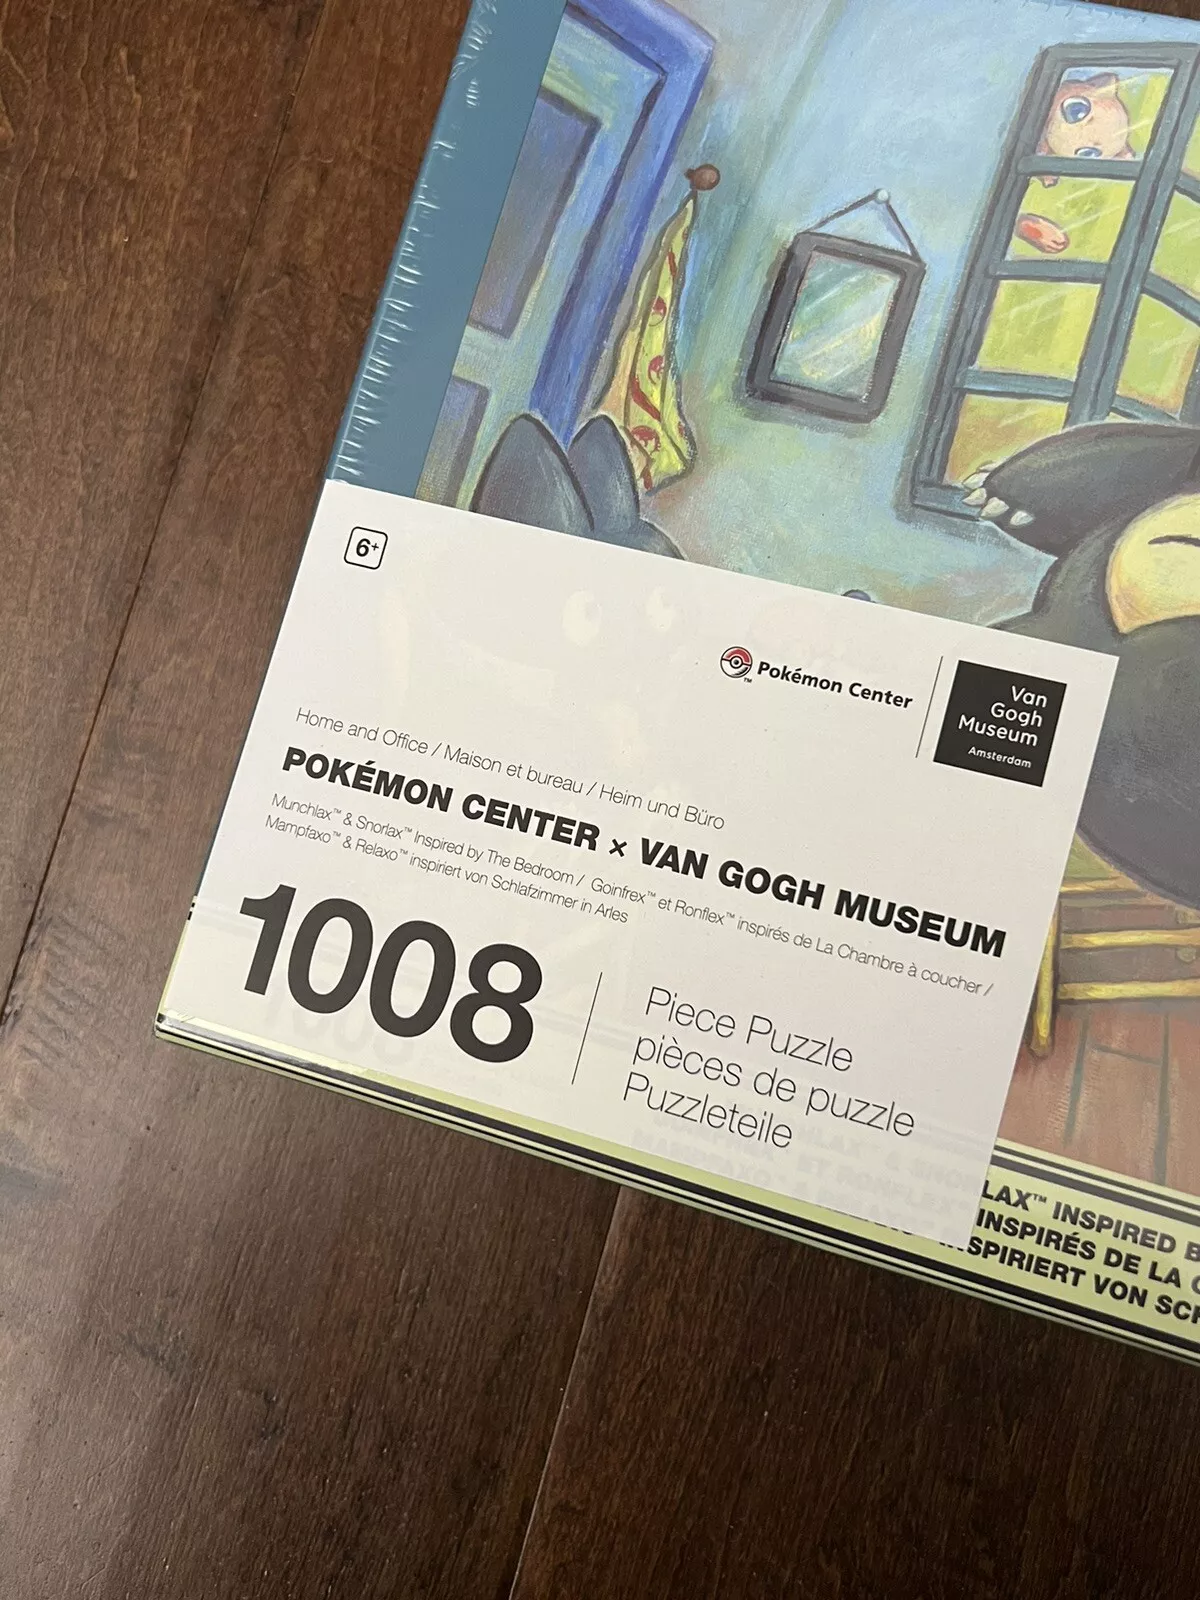 6+
Pokémon Center
Van
Gogh
Museum
Amsterdam
Home and Office / Maison et bureau / Heim und Büro
POKÉMON CENTER × VAN GOGH MUSEUM
Munchlax™ & Snorlax™ Inspired by The Bedroom / Goinfrex™ et Ronflex™ inspirés de La Chambre à coucher /
Mampfaxo™ & Relaxo™ inspiriert von Schlafzimmer in Arles
1008
Piece Puzzle
pièces de puzzle
Puzzleteile
LAX™ INSPIRED B
INSPIRÉS DE LA C
SPIRIERT VON SCH